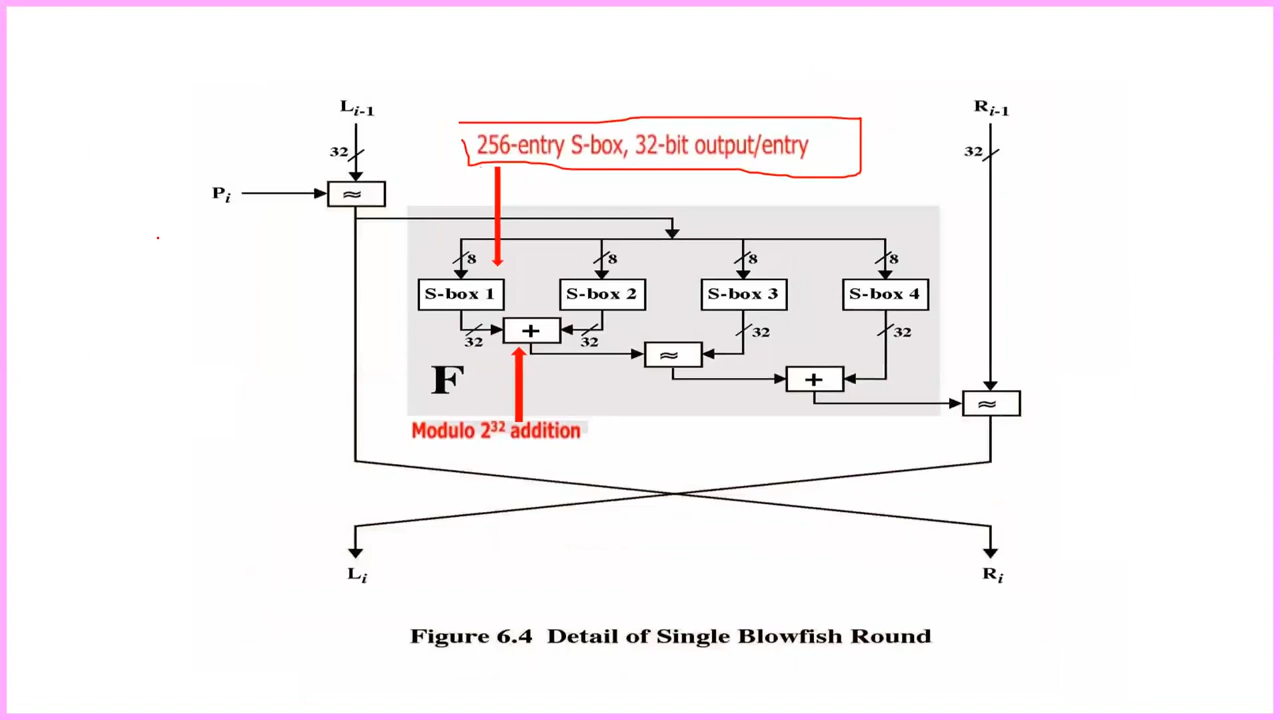 L_{i-1} R_{i-1}
256-entry S-box, 32-bit output/entry
32 32
P_i ≈
8 8 8 8
S-box 1 S-box 2 S-box 3 S-box 4
+ 32 32
32 32
≈
F + ≈
Modulo 2^{32} addition
L_i R_i
Figure 6.4 Detail of Single Blowfish Round